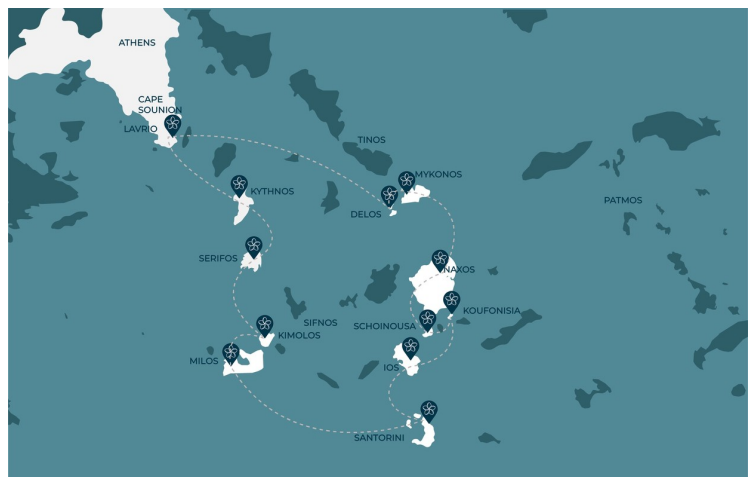 ATHENS
CAPE
SOUNION
LAVRIO
TINOS
MYKONOS
KYTHNOS
DELOS
PATMOS
SERIFOS
NAXOS
KOUFONISIA
SIFNOS
SCHOINOUSA
KIMOLOS
MILOS
IOS
SANTORINI